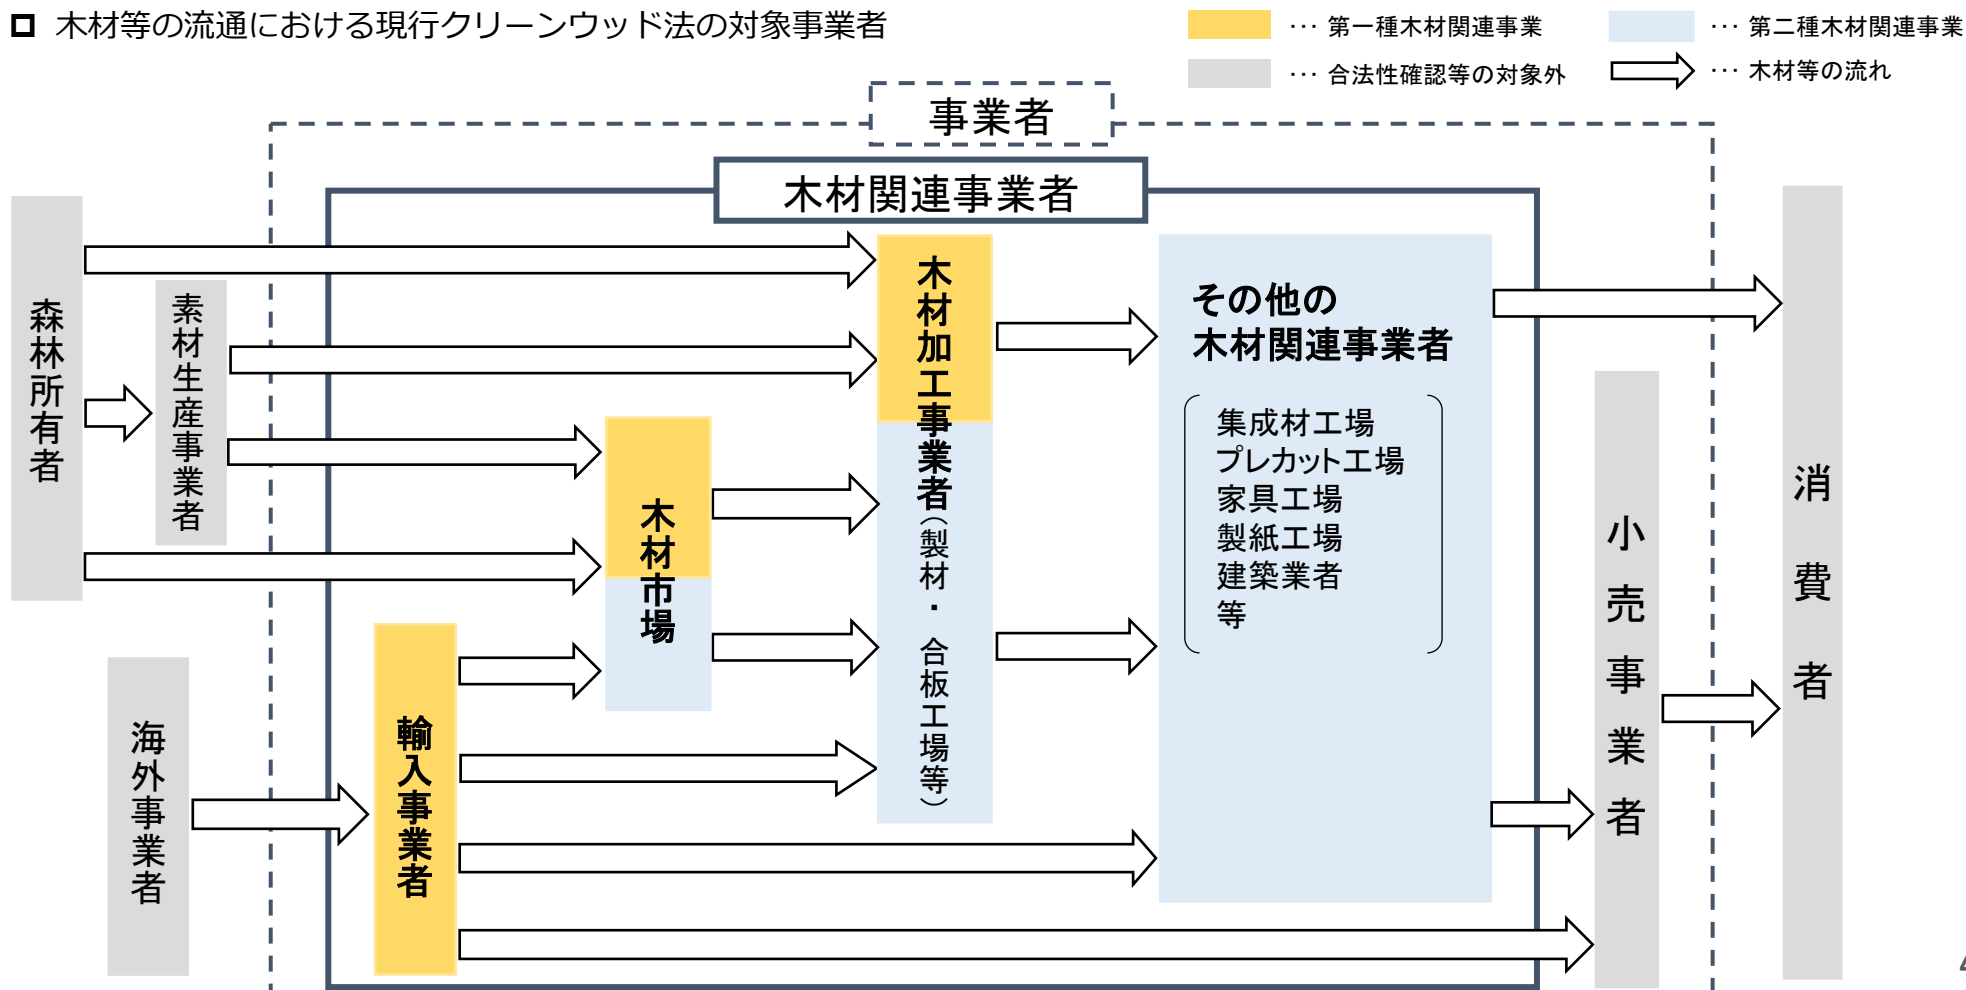 木材等の流通における現行クリーンウッド法の対象事業者
… 第一種木材関連事業
… 第二種木材関連事業
… 合法性確認等の対象外
… 木材等の流れ
事業者
木材関連事業者
森林所有者
素材生産事業者
海外事業者
輸入事業者
木材市場
木材加工事業者(製材・合板工場等)
その他の
木材関連事業者
集成材工場
プレカット工場
家具工場
製紙工場
建築業者
等
小売事業者
消費者